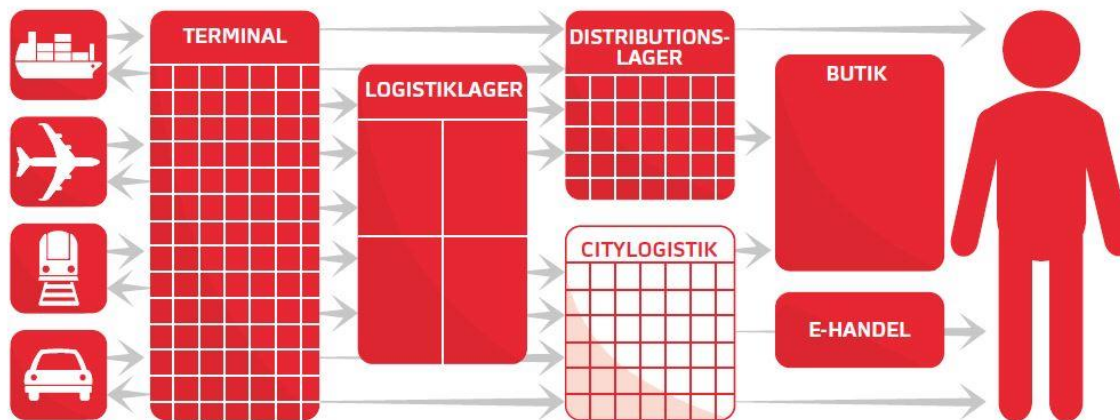 TERMINAL
LOGISTIKLAGER
DISTRIBUTIONS-
LAGER
CITYLOGISTIK
BUTIK
E-HANDEL